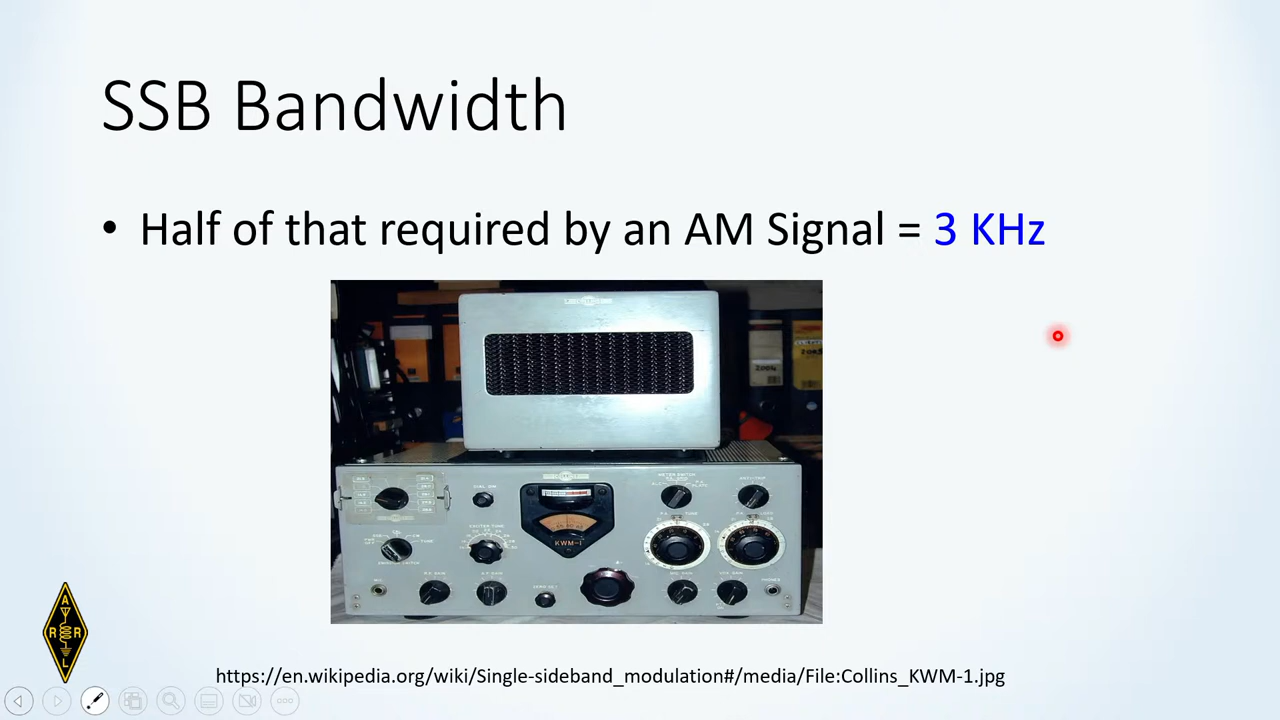 SSB Bandwidth
• Half of that required by an AM Signal = 3 KHz
KWM-1
A
R R
L
https://en.wikipedia.org/wiki/Single-sideband_modulation#/media/File:Collins_KWM-1.jpg